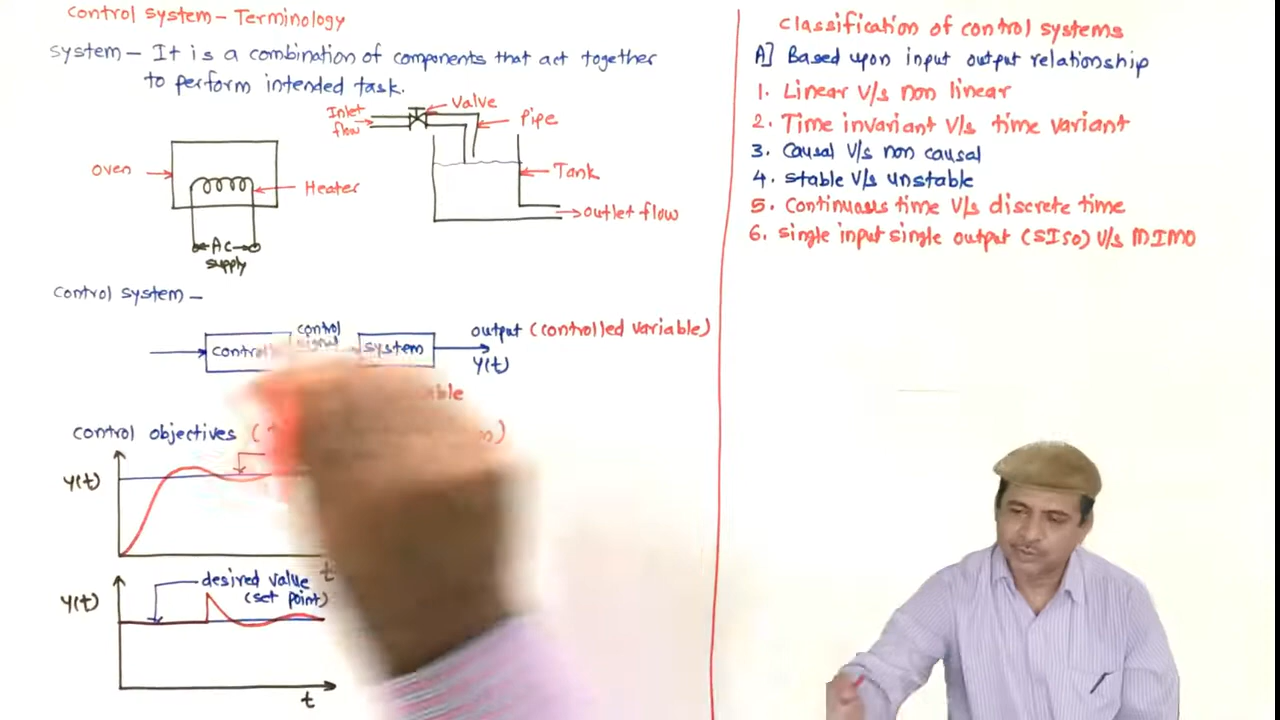 Control system – Terminology
System – It is a combination of components that act together
to perform intended task.
Inlet
flow
Valve
Pipe
Tank
outlet flow
oven
Heater
AC
supply
Control system –
control
signal
system
output (controlled variable)
y(t)
control objectives
y(t)
t
y(t)
desired value
(set point)
t
Classification of control systems
A] Based upon input output relationship
1. Linear V/s non linear
2. Time invariant V/s time variant
3. Causal V/s non causal
4. stable V/s unstable
5. Continuous time V/s discrete time
6. single input single output (SISO) V/s MIMO